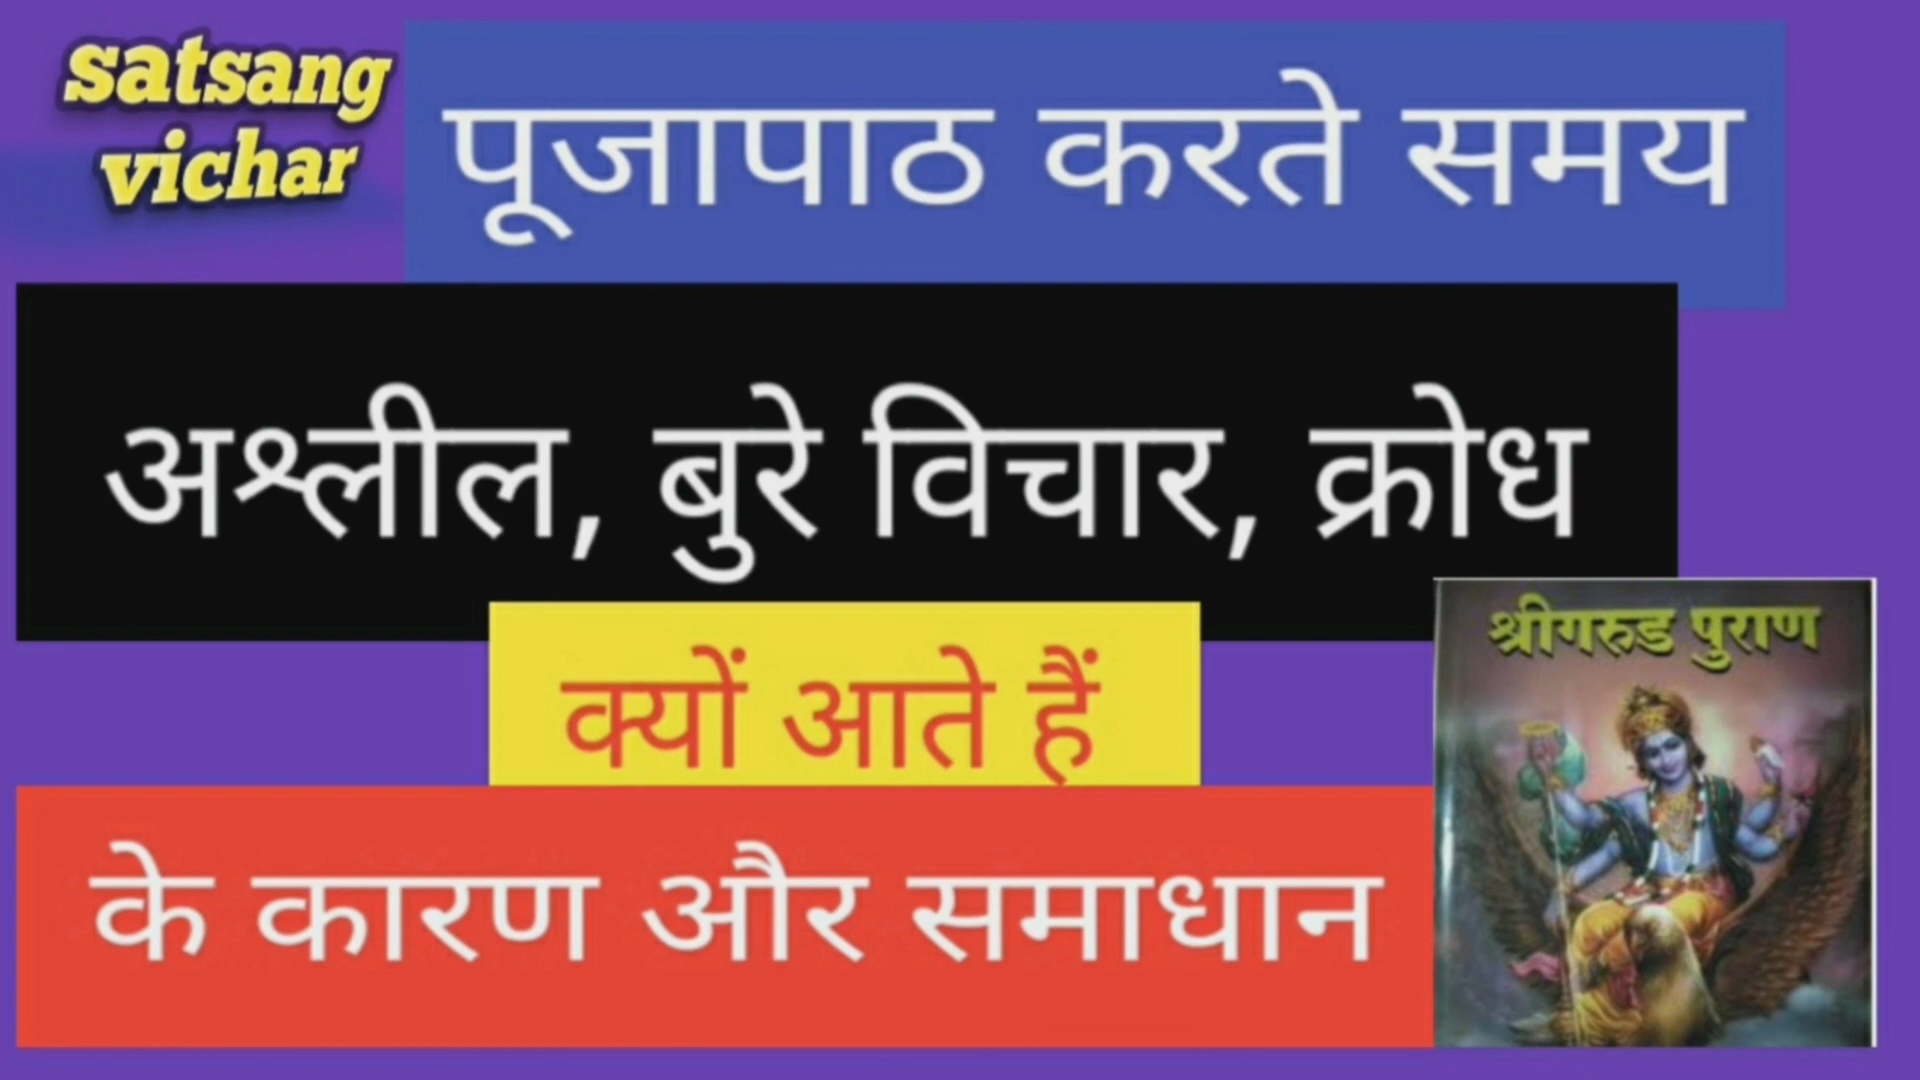 satsang
vichar
पूजापाठ करते समय
अश्लील, बुरे विचार, क्रोध
क्यों आते हैं
के कारण और समाधान
श्रीगरुड पुराण